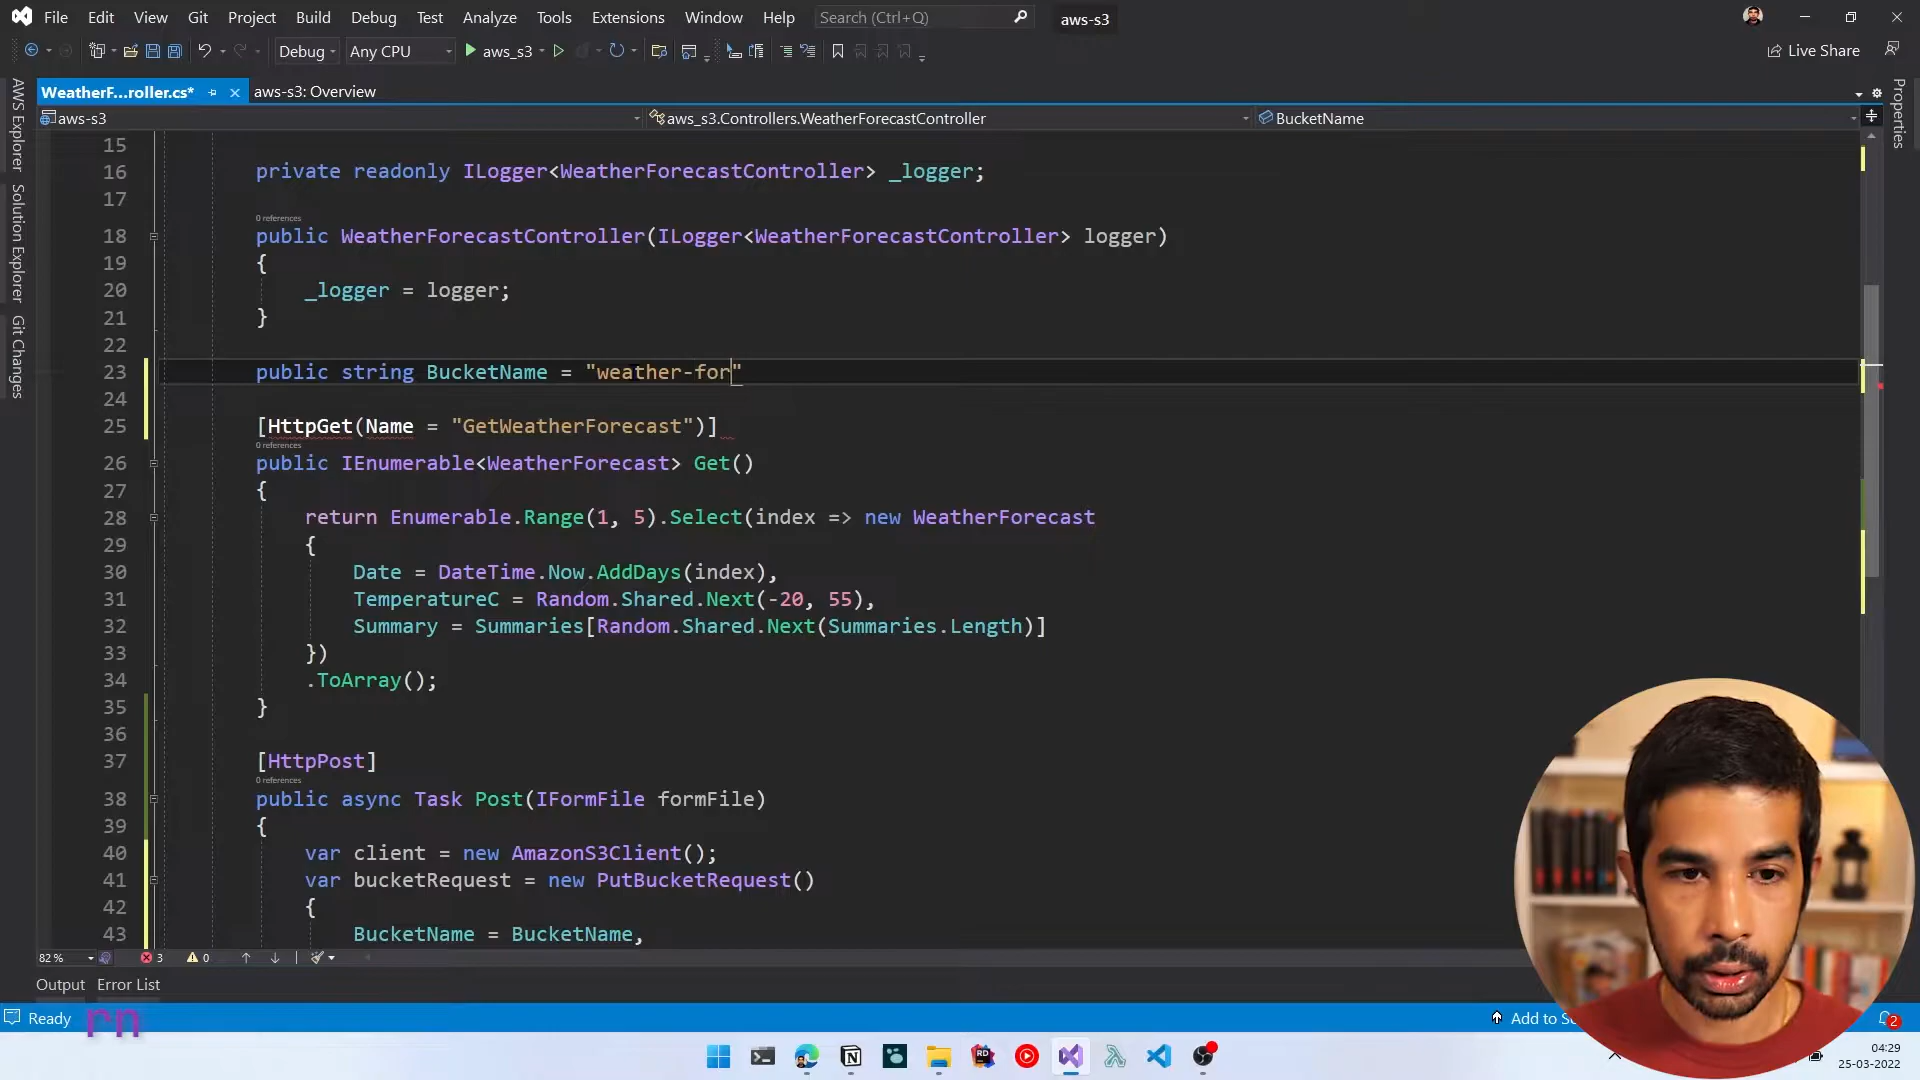 File Edit View Git Project Build Debug Test Analyze Tools Extensions Window Help Search (Ctrl+Q) aws-s3
Debug Any CPU aws_s3 Live Share
WeatherF...roller.cs* aws-s3: Overview
aws-s3 aws_s3.Controllers.WeatherForecastController BucketName
AWS Explorer
Solution Explorer
Git Changes
Properties
15
16 private readonly ILogger<WeatherForecastController> _logger;
17
0 references
18 public WeatherForecastController(ILogger<WeatherForecastController> logger)
19 {
20 _logger = logger;
21 }
22
23 public string BucketName = "weather-for"
24
25 [HttpGet(Name = "GetWeatherForecast")]
0 references
26 public IEnumerable<WeatherForecast> Get()
27 {
28 return Enumerable.Range(1, 5).Select(index => new WeatherForecast
29 {
30 Date = DateTime.Now.AddDays(index),
31 TemperatureC = Random.Shared.Next(-20, 55),
32 Summary = Summaries[Random.Shared.Next(Summaries.Length)]
33 })
34 .ToArray();
35 }
36
37 [HttpPost]
0 references
38 public async Task Post(IFormFile formFile)
39 {
40 var client = new AmazonS3Client();
41 var bucketRequest = new PutBucketRequest()
42 {
43 BucketName = BucketName,
82 % 3 0
Output Error List
Ready rn Add to S 2
RD
04:29
25-03-2022